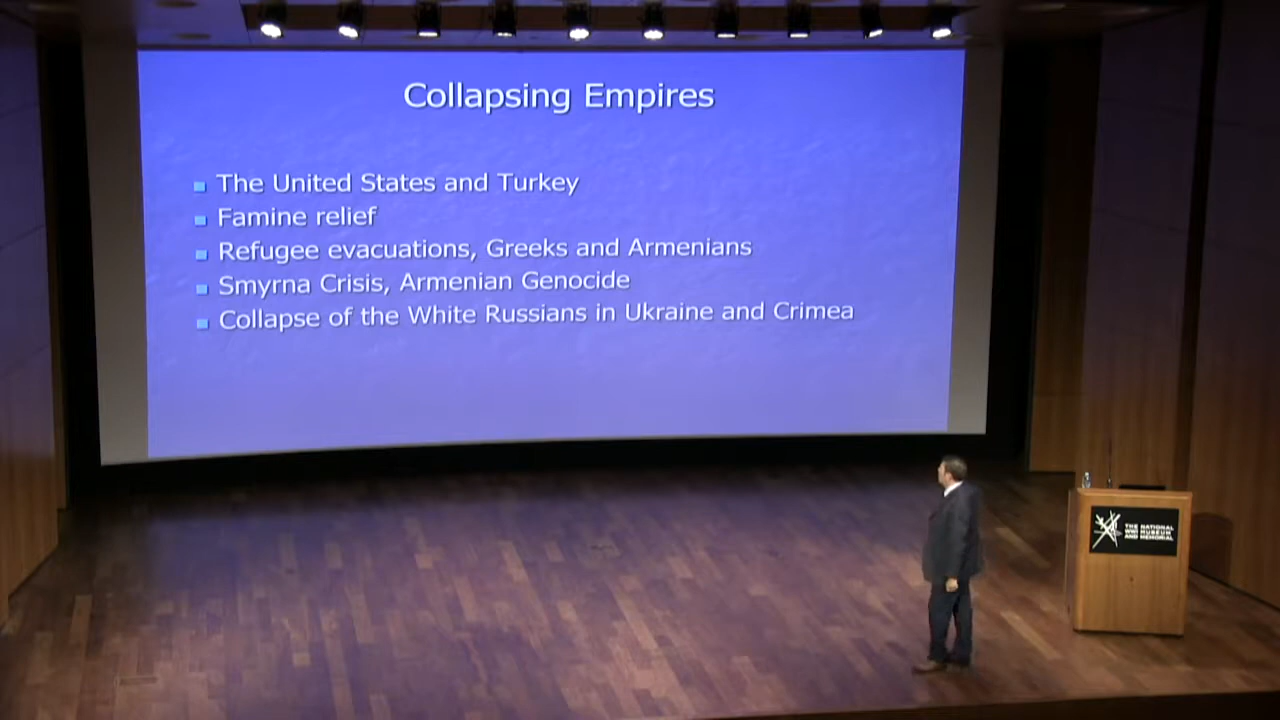 Collapsing Empires
The United States and Turkey
Famine relief
Refugee evacuations, Greeks and Armenians
Smyrna Crisis, Armenian Genocide
Collapse of the White Russians in Ukraine and Crimea
THE NATIONAL
WWI MUSEUM
AND MEMORIAL